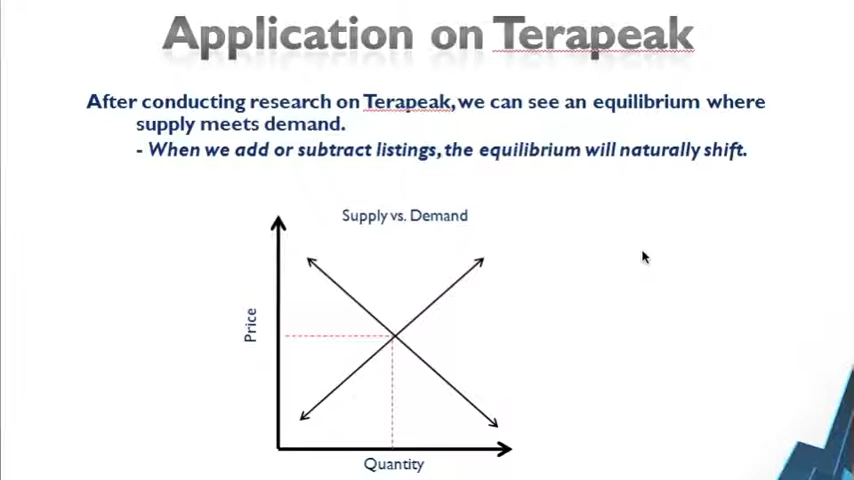 Application on Terapeak
After conducting research on Terapeak, we can see an equilibrium where
supply meets demand.
- When we add or subtract listings, the equilibrium will naturally shift.
Supply vs. Demand
Price
Quantity